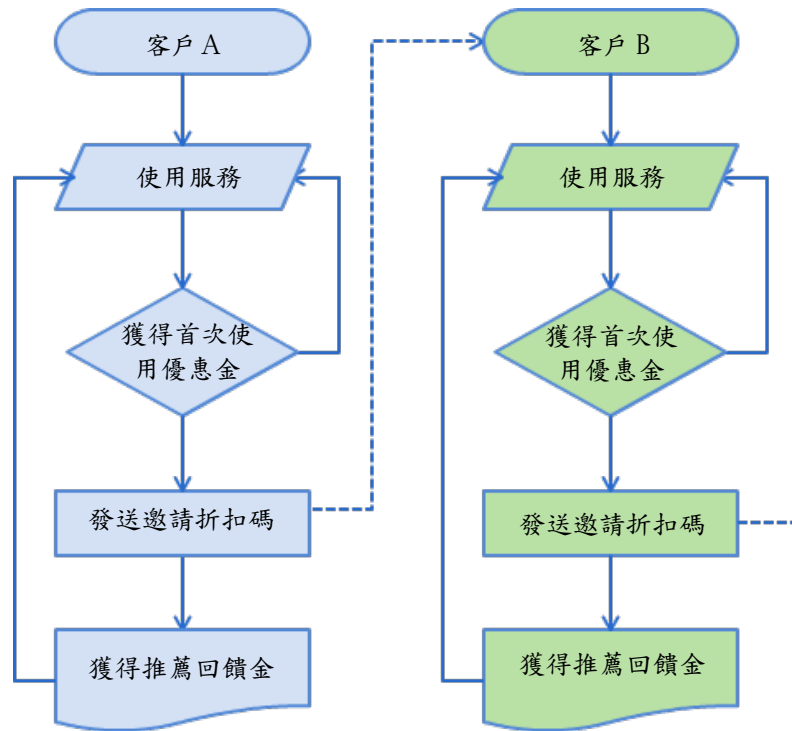 客戶 A
使用服務
獲得首次使
用優惠金
發送邀請折扣碼
獲得推薦回饋金
客戶 B
使用服務
獲得首次使
用優惠金
發送邀請折扣碼
獲得推薦回饋金